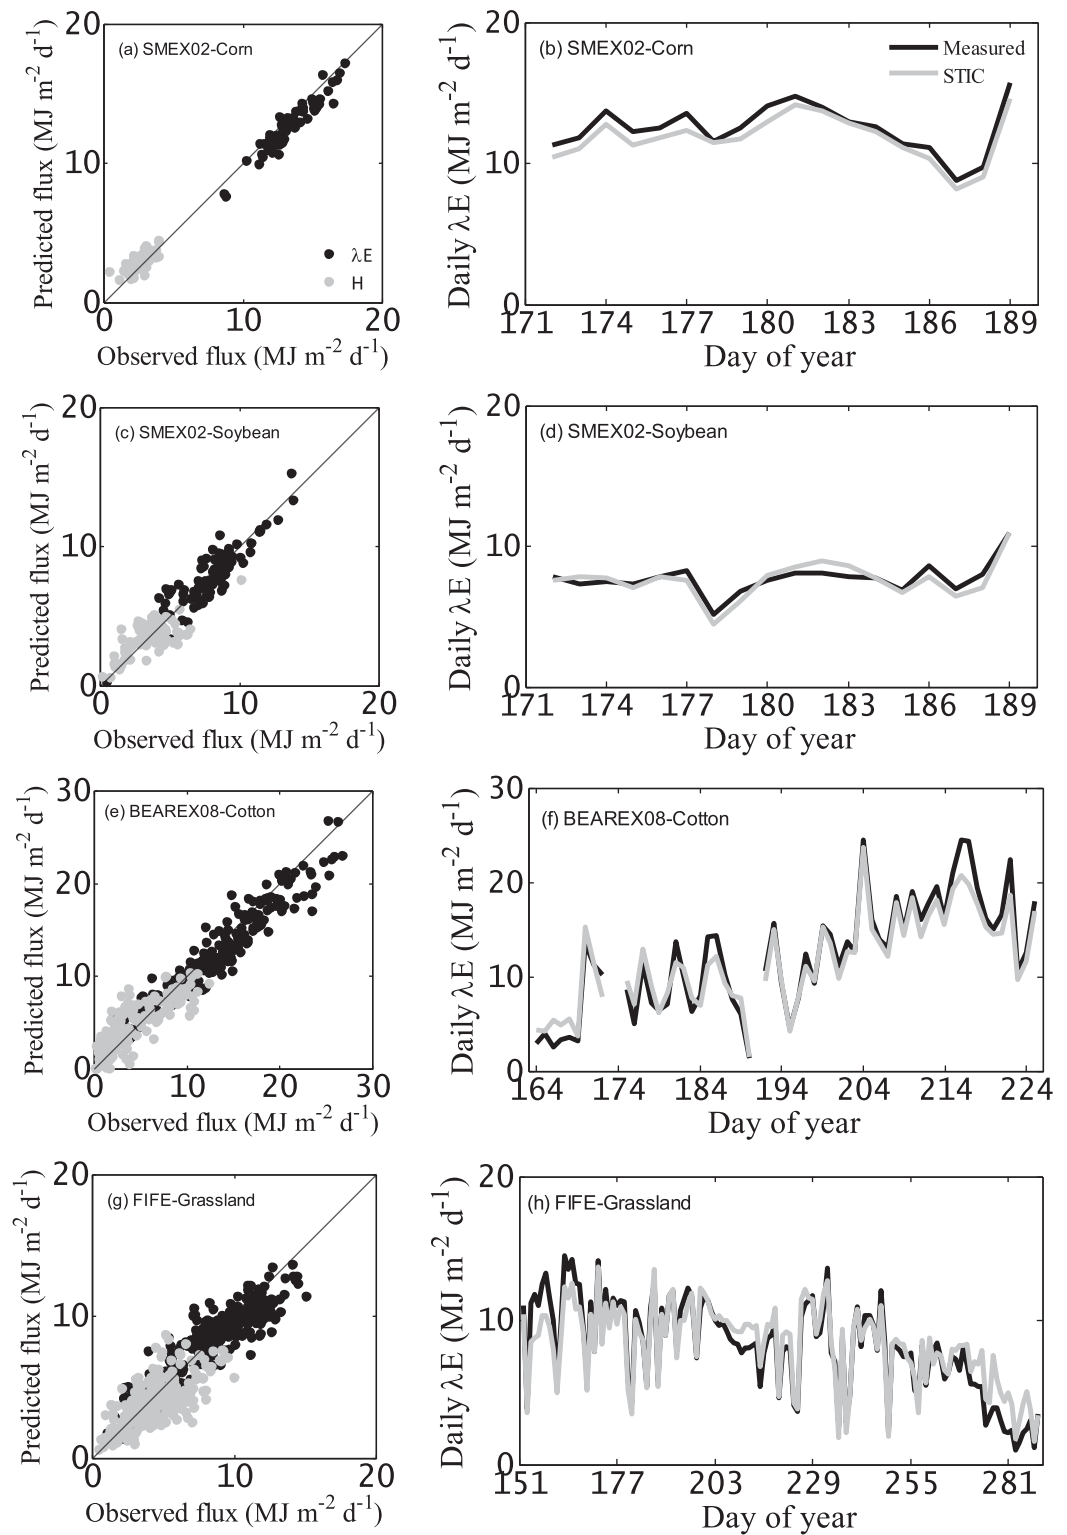 (a) SMEX02-Corn
Predicted flux (MJ m-2 d-1)
20
10
0
λE
H
0 10 20
Observed flux (MJ m-2 d-1)
(b) SMEX02-Corn
Measured
STIC
Daily λE (MJ m-2 d-1)
20
10
0
171 174 177 180 183 186 189
Day of year
(c) SMEX02-Soybean
Predicted flux (MJ m-2 d-1)
20
10
0
0 10 20
Observed flux (MJ m-2 d-1)
(d) SMEX02-Soybean
Daily λE (MJ m-2 d-1)
20
10
0
171 174 177 180 183 186 189
Day of year
(e) BEAREX08-Cotton
Predicted flux (MJ m-2 d-1)
30
20
10
0
0 10 20 30
Observed flux (MJ m-2 d-1)
(f) BEAREX08-Cotton
Daily λE (MJ m-2 d-1)
30
20
10
0
164 174 184 194 204 214 224
Day of year
(g) FIFE-Grassland
Predicted flux (MJ m-2 d-1)
20
10
0
0 10 20
Observed flux (MJ m-2 d-1)
(h) FIFE-Grassland
Daily λE (MJ m-2 d-1)
20
10
0
151 177 203 229 255 281
Day of year